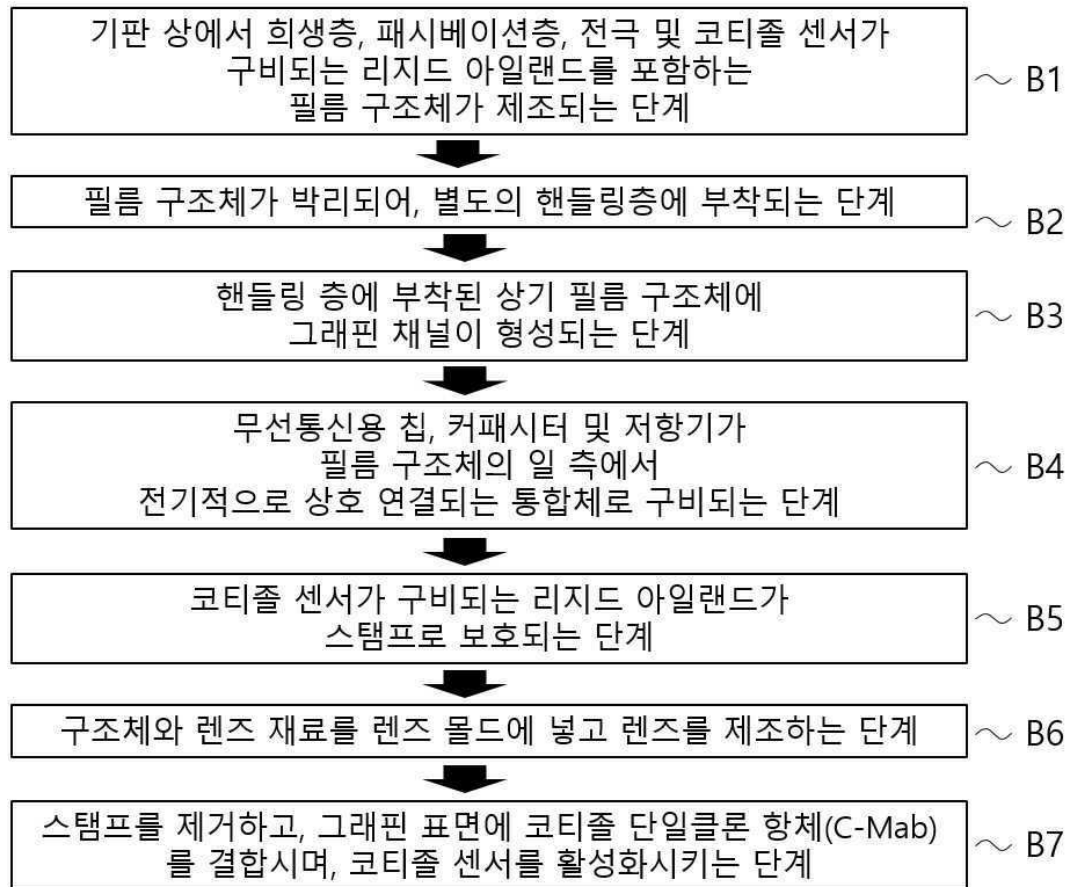 기판 상에서 희생층, 패시베이션층, 전극 및 코티졸 센서가
구비되는 리지드 아일랜드를 포함하는
필름 구조체가 제조되는 단계
B1
필름 구조체가 박리되어, 별도의 핸들링층에 부착되는 단계
B2
핸들링 층에 부착된 상기 필름 구조체에
그래핀 채널이 형성되는 단계
B3
무선통신용 칩, 커패시터 및 저항기가
필름 구조체의 일 측에서
전기적으로 상호 연결되는 통합체로 구비되는 단계
B4
코티졸 센서가 구비되는 리지드 아일랜드가
스탬프로 보호되는 단계
B5
구조체와 렌즈 재료를 렌즈 몰드에 넣고 렌즈를 제조하는 단계
B6
스탬프를 제거하고, 그래핀 표면에 코티졸 단일클론 항체(C-Mab)
를 결합시며, 코티졸 센서를 활성화시키는 단계
B7